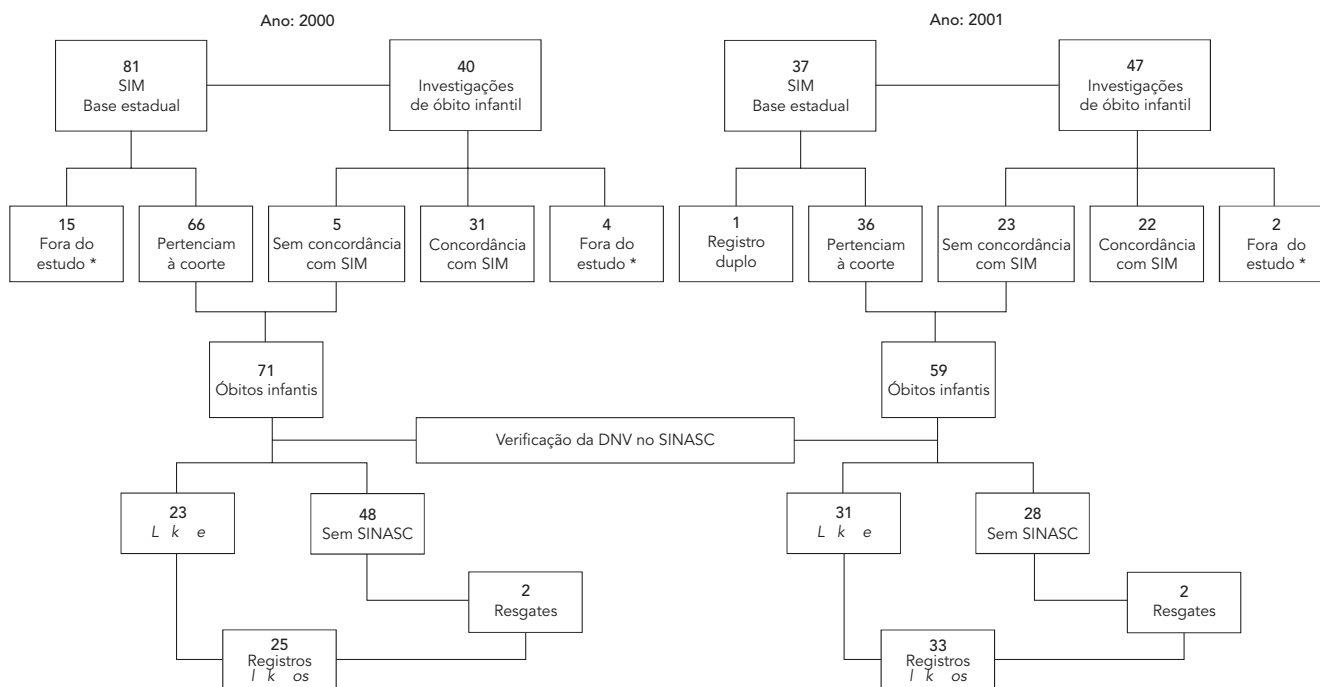 Ano: 2000
81
SIM
Base estadual
40
Investigações
de óbito infantil
15
Fora do
estudo *
66
Pertenciam
à coorte
5
Sem concordância
com SIM
31
Concordância
com SIM
4
Fora do
estudo *
71
Óbitos infantis
Ano: 2001
37
SIM
Base estadual
47
Investigações
de óbito infantil
1
Registro
duplo
36
Pertenciam
à coorte
23
Sem concordância
com SIM
22
Concordância
com SIM
2
Fora do
estudo *
59
Óbitos infantis
Verificação da DNV no SINASC
23
L k e
48
Sem SINASC
2
Resgates
25
Registros
l k os
31
L k e
28
Sem SINASC
2
Resgates
33
Registros
l k os